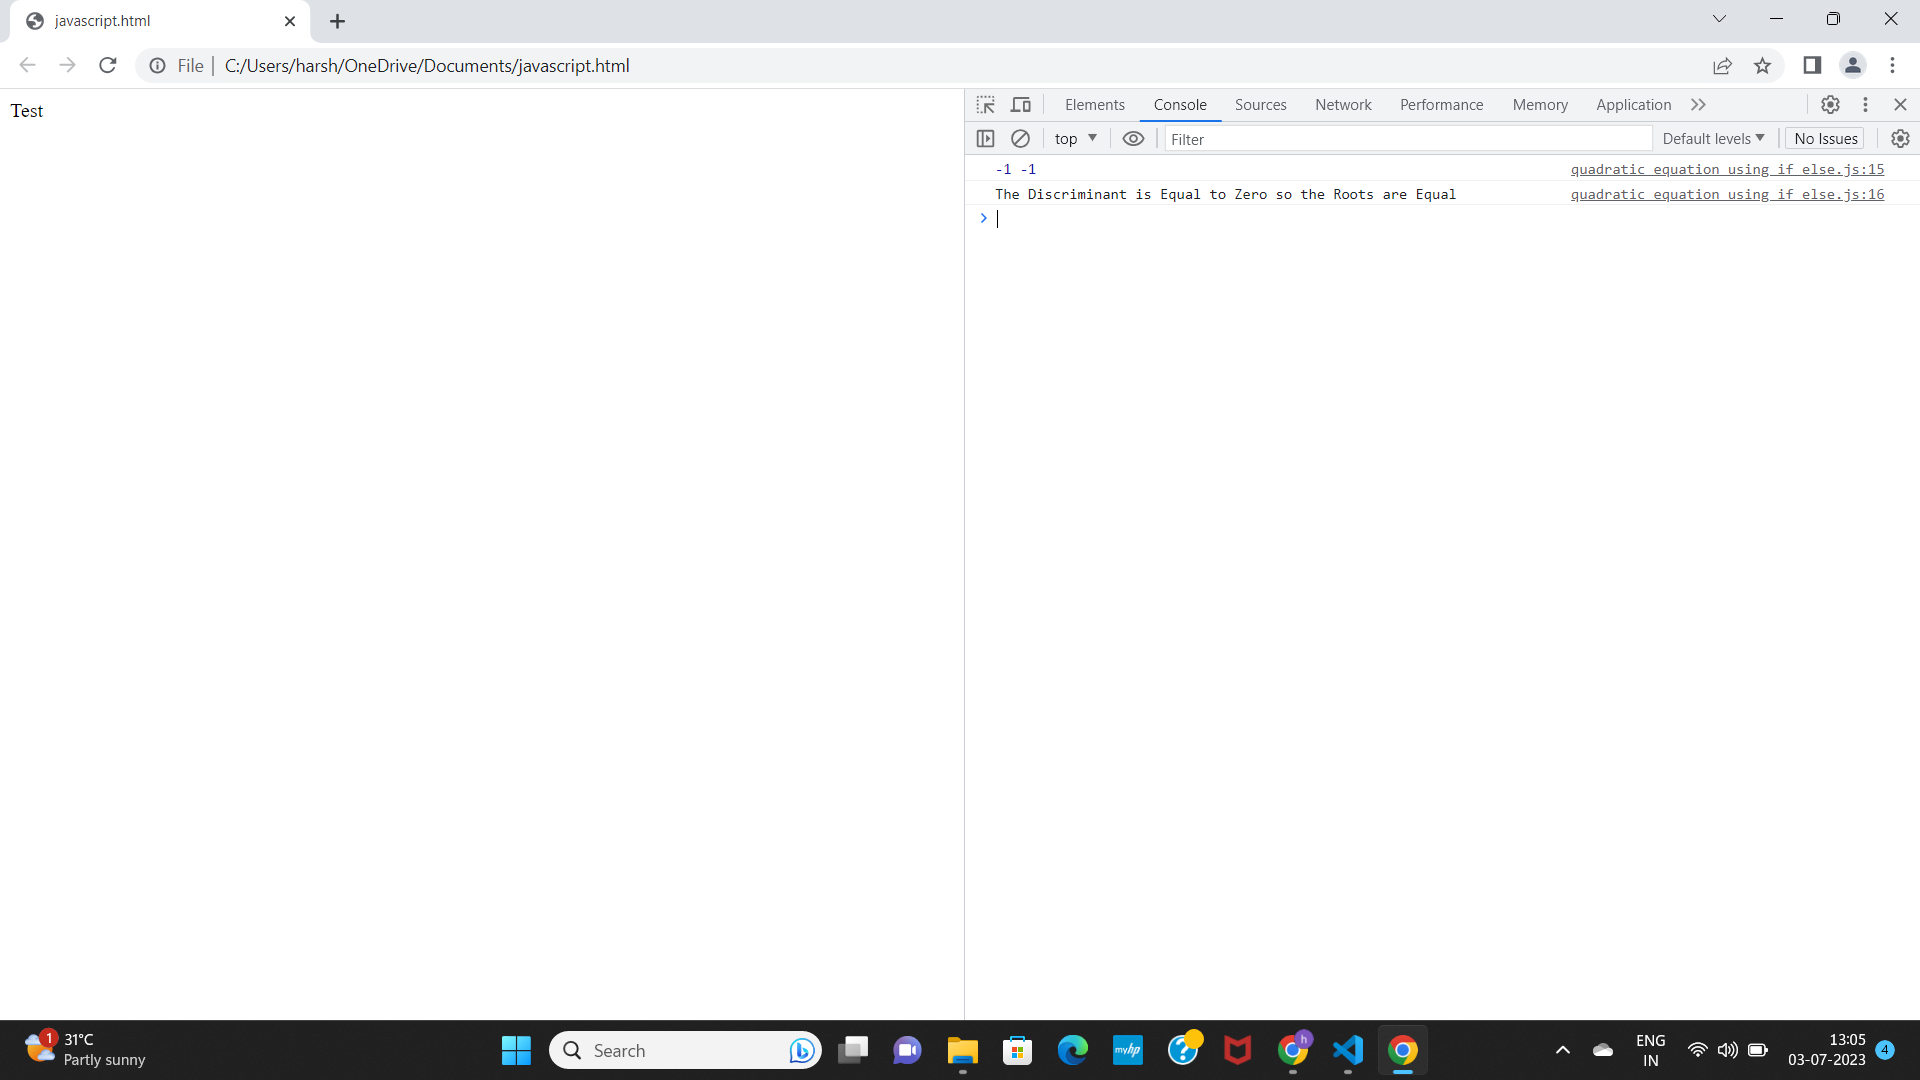 javascript.html
File
C:/Users/harsh/OneDrive/Documents/javascript.html
Test
Elements Console Sources Network Performance Memory Application
top Filter Default levels No Issues
-1 -1 quadratic equation using if else.js:15
The Discriminant is Equal to Zero so the Roots are Equal quadratic equation using if else.js:16
1
31°C
Partly sunny
Search
myhp
h
ENG
IN
13:05
03-07-2023
4